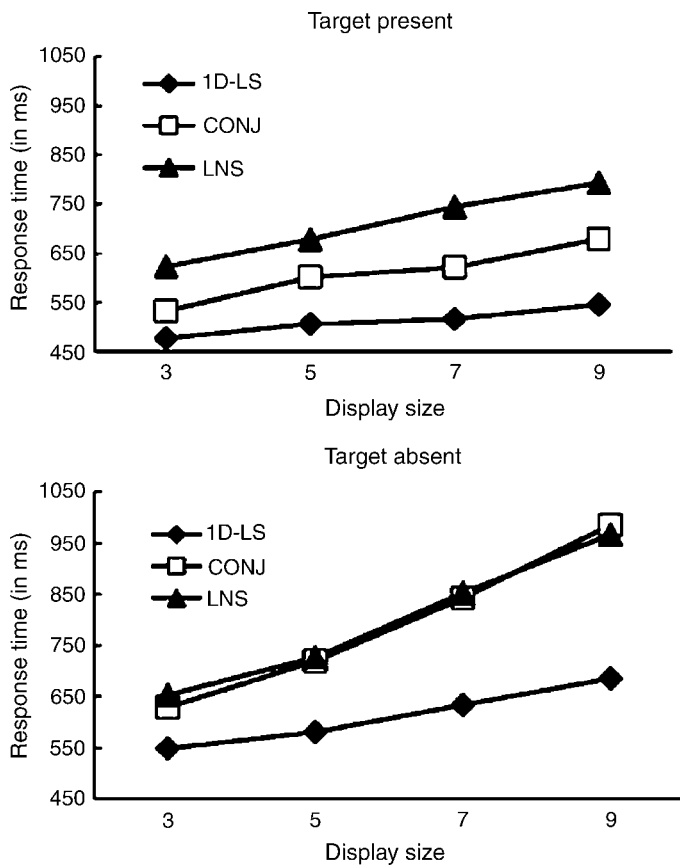 Target present
Response time (in ms)
1050
950
850
750
650
550
450
1D-LS
CONJ
LNS
3 5 7 9
Display size
Target absent
Response time (in ms)
1050
950
850
750
650
550
450
1D-LS
CONJ
LNS
3 5 7 9
Display size